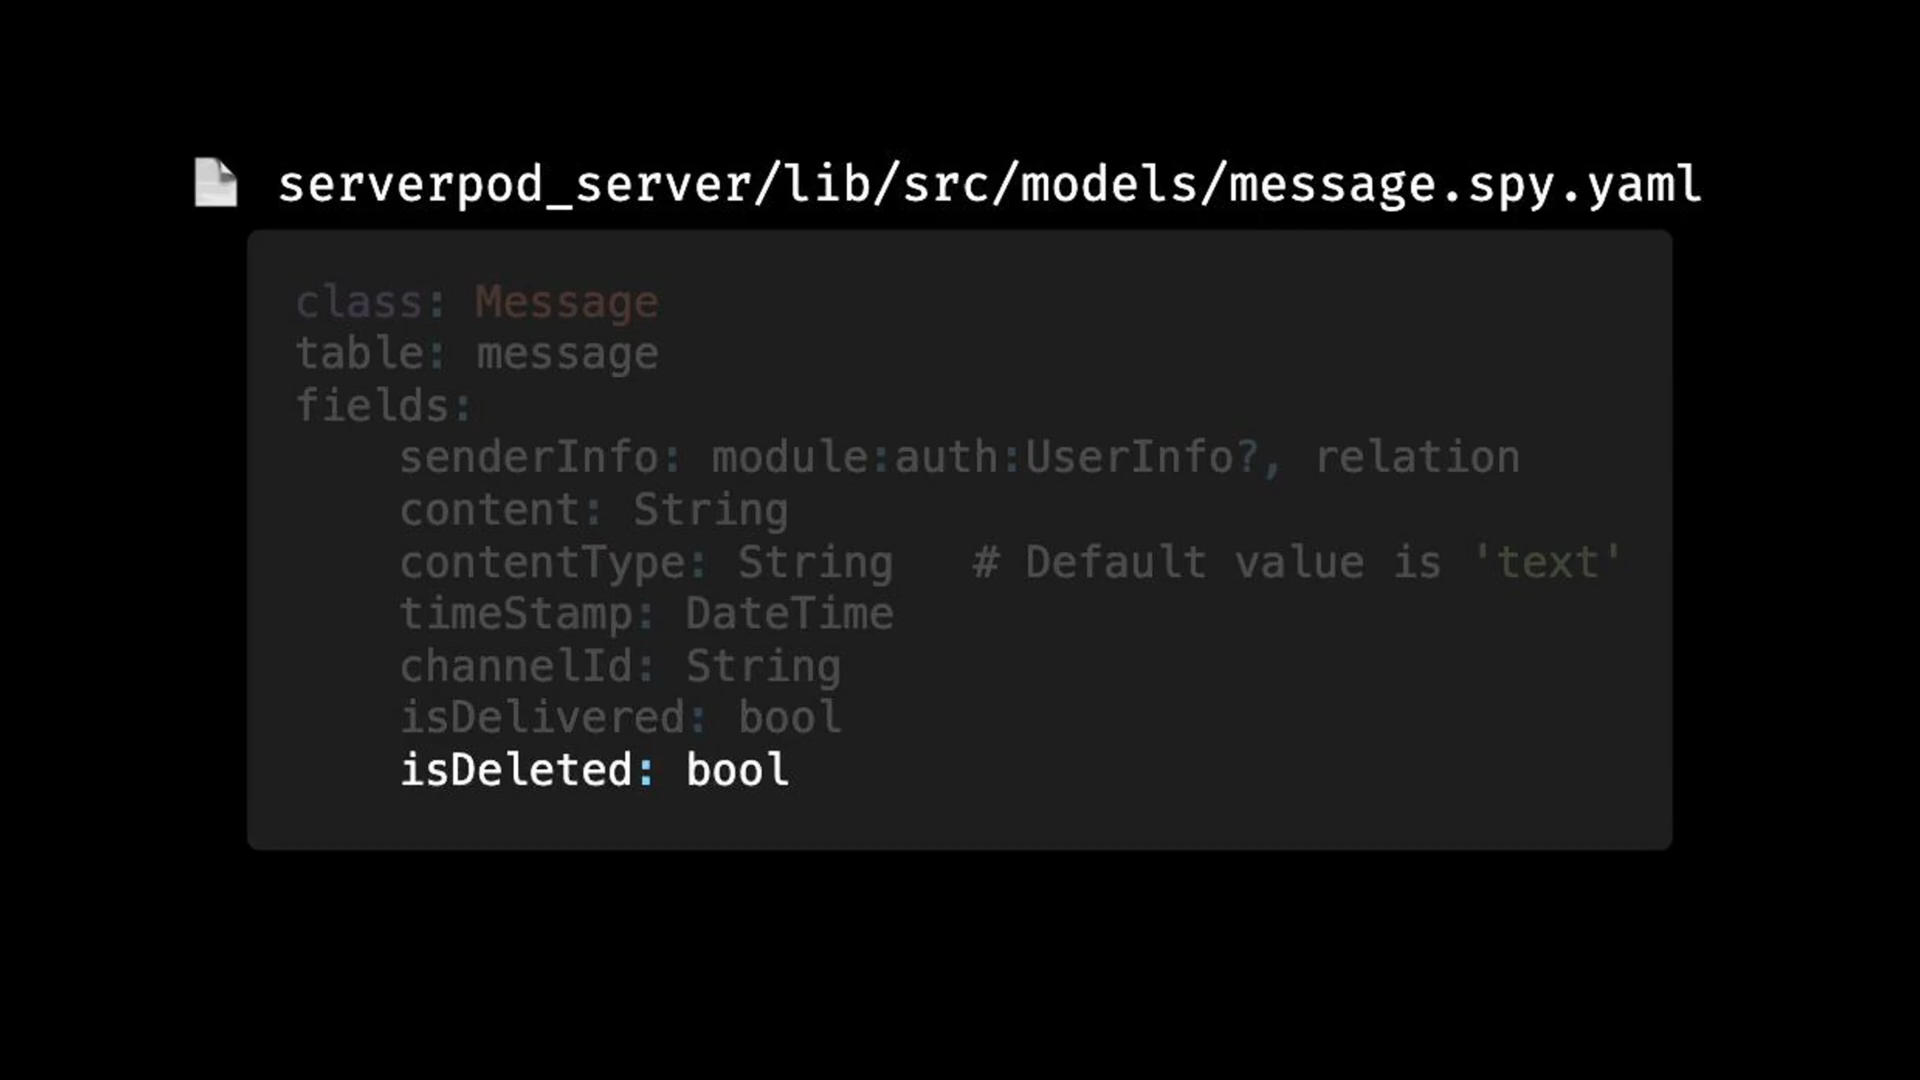 serverpod_server/lib/src/models/message.spy.yaml
class: Message
table: message
fields:
senderInfo: module:auth:UserInfo?, relation
content: String
contentType: String # Default value is 'text'
timeStamp: DateTime
channelId: String
isDelivered: bool
isDeleted: bool